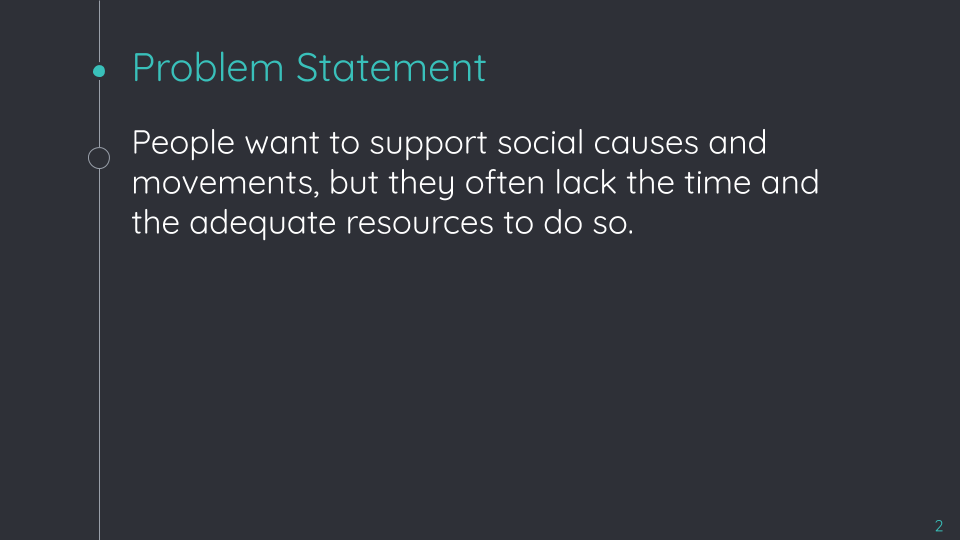 Problem Statement
People want to support social causes and
movements, but they often lack the time and
the adequate resources to do so.
2